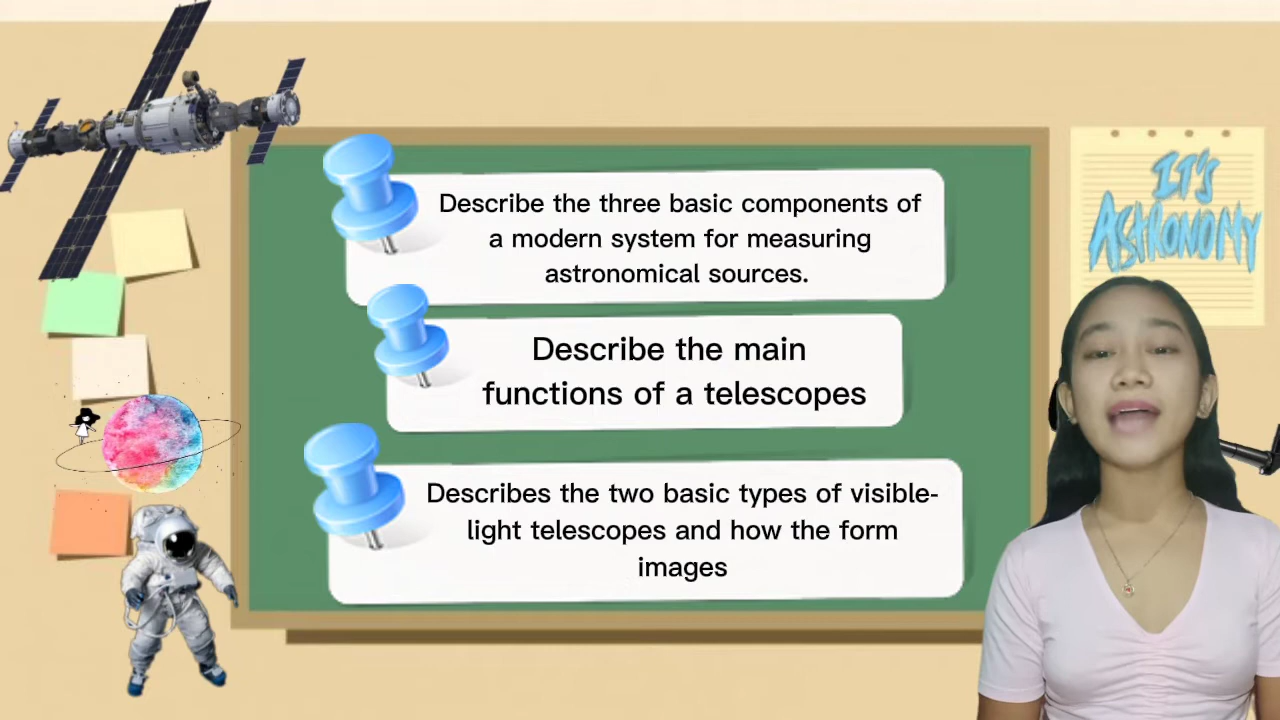 Describe the three basic components of
a modern system for measuring
astronomical sources.
Describe the main
functions of a telescopes
Describes the two basic types of visible-
light telescopes and how the form
images
IT'S
ASTRONOMY